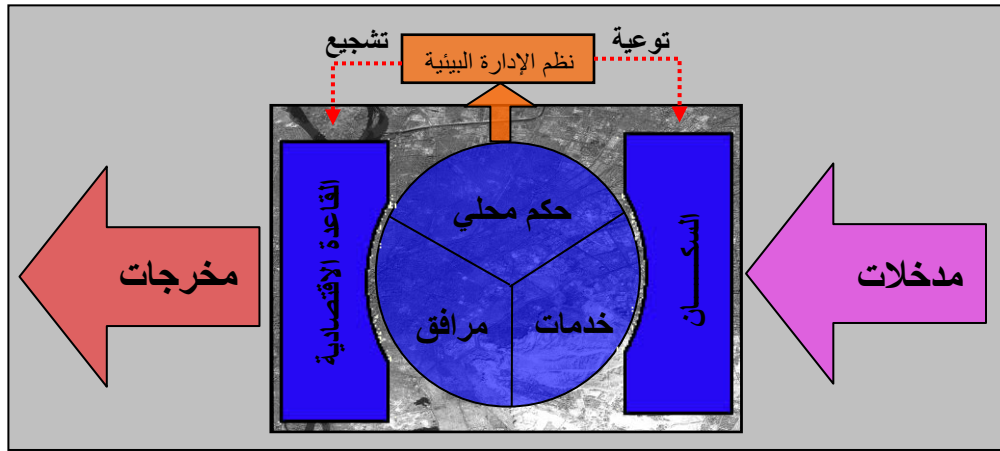 توعية
تشجيع
نظم الإدارة البيئية
مدخلات
السكـــان
حكم محلي
خدمات
مرافق
القاعدة الاقتصادية
مخرجات